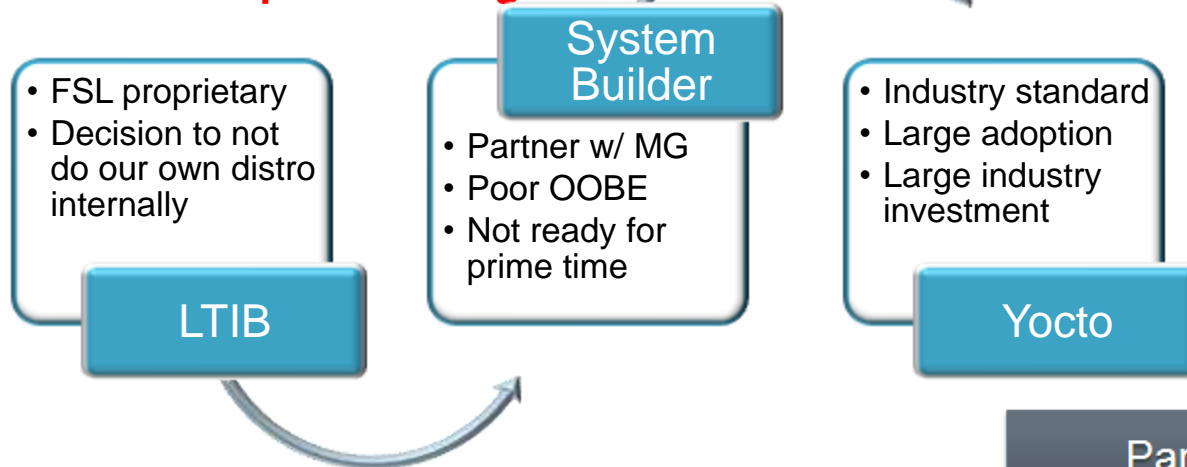 • FSL proprietary
• Decision to not
do our own distro
internally
LTIB
System
Builder
• Partner w/ MG
• Poor OOBE
• Not ready for
prime time
• Industry standard
• Large adoption
• Large industry
investment
Yocto